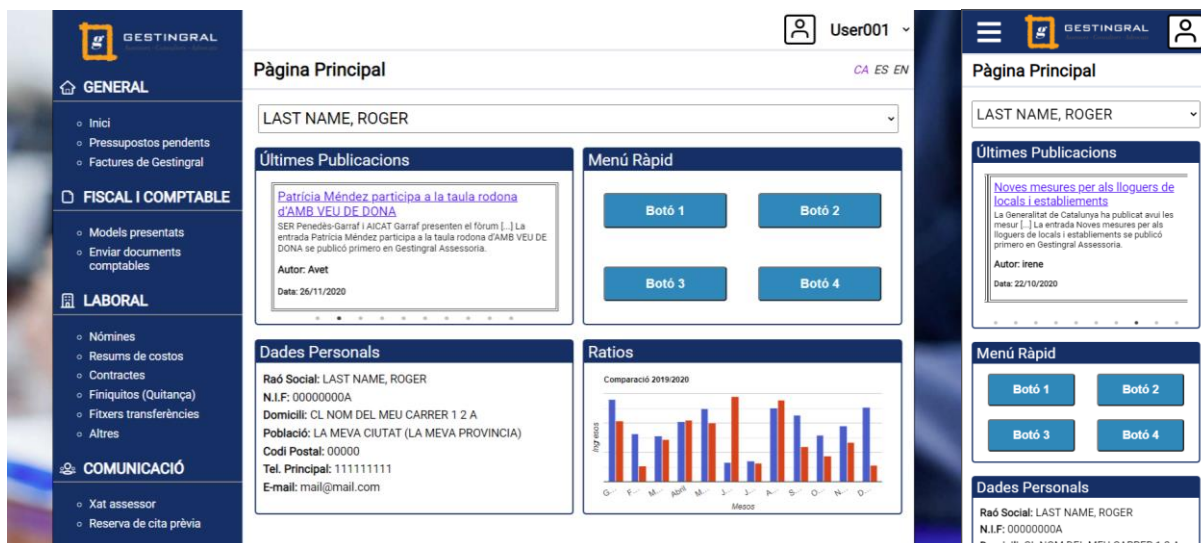 GESTINGRAL
GENERAL
Inici
Pressupostos pendents
Factures de Gestingral
FISCAL I COMPTABLE
Models presentats
Enviar documents
comptables
LABORAL
Nómines
Resums de costos
Contractes
Finiquitos (Quitança)
Fitxers transferències
Altres
COMUNICACIÓ
Xat assessor
Reserva de cita prèvia
User001
Pàgina Principal
CA ES EN
LAST NAME, ROGER
Últimes Publicacions
Patrícia Méndez participa a la taula rodona
d'AMB VEU DE DONA
SER Penedès-Garraf i AICAT Garraf presenten el fòrum [...] La
entrada Patrícia Méndez participa a la taula rodona d'AMB VEU DE
DONA se publicó primero en Gestingral Assessoria.
Autor: Avet
Data: 26/11/2020
Menú Ràpid
Botó 1 Botó 2
Botó 3 Botó 4
Dades Personals
Raó Social: LAST NAME, ROGER
N.I.F: 00000000A
Domicili: CL NOM DEL MEU CARRER 1 2 A
Població: LA MEVA CIUTAT (LA MEVA PROVINCIA)
Codi Postal: 00000
Tel. Principal: 111111111
E-mail: mail@mail.com
Ratios
Comparació 2019/2020
Ingresos
G... F... M... Abril M... J... J... A... S... O... N... D...
Mesos
GESTINGRAL
Pàgina Principal
LAST NAME, ROGER
Últimes Publicacions
Noves mesures per als lloguers de
locals i establiements
La Generalitat de Catalunya ha publicat avui les
mesur [...] La entrada Noves mesures per als
lloguers de locals i establiements se publicó
primero en Gestingral Assessoria.
Autor: irene
Data: 22/10/2020
Menú Ràpid
Botó 1 Botó 2
Botó 3 Botó 4
Dades Personals
Raó Social: LAST NAME, ROGER
N.I.F: 00000000A